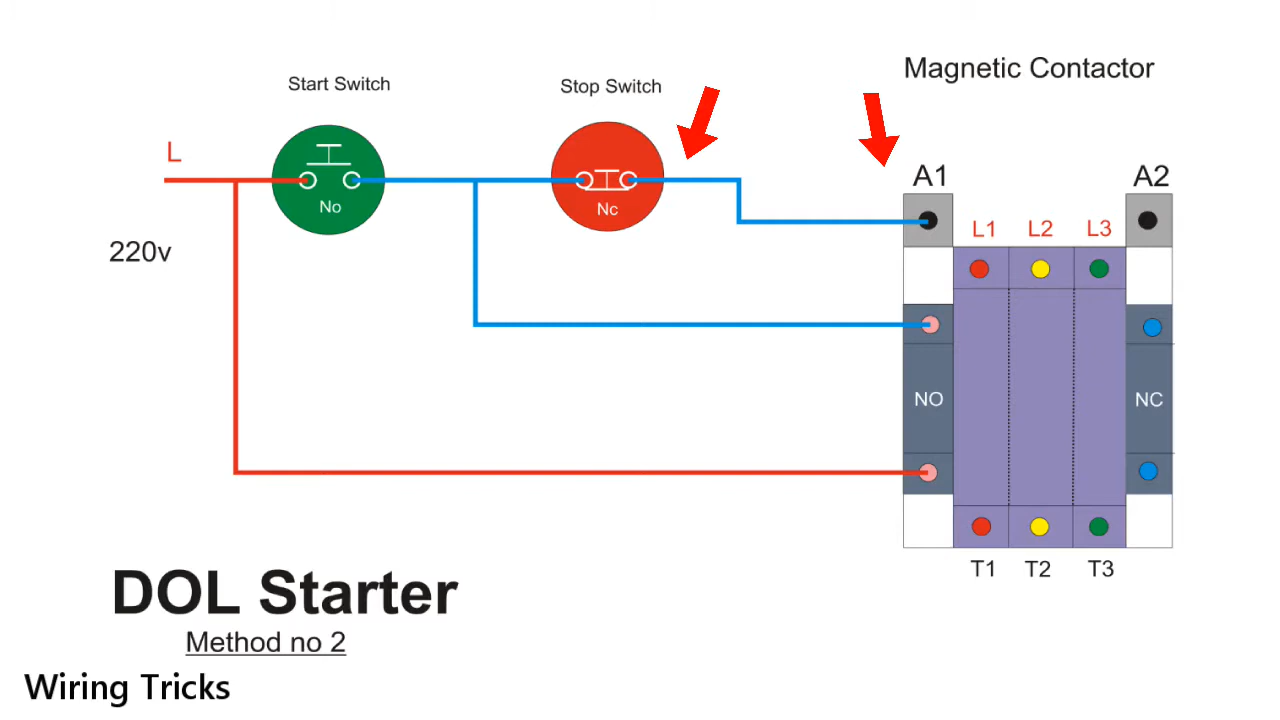 Magnetic Contactor
Start Switch
Stop Switch
L
A1
A2
No
Nc
L1
L2
L3
220v
NO
NC
T1
T2
T3
DOL Starter
Method no 2
Wiring Tricks